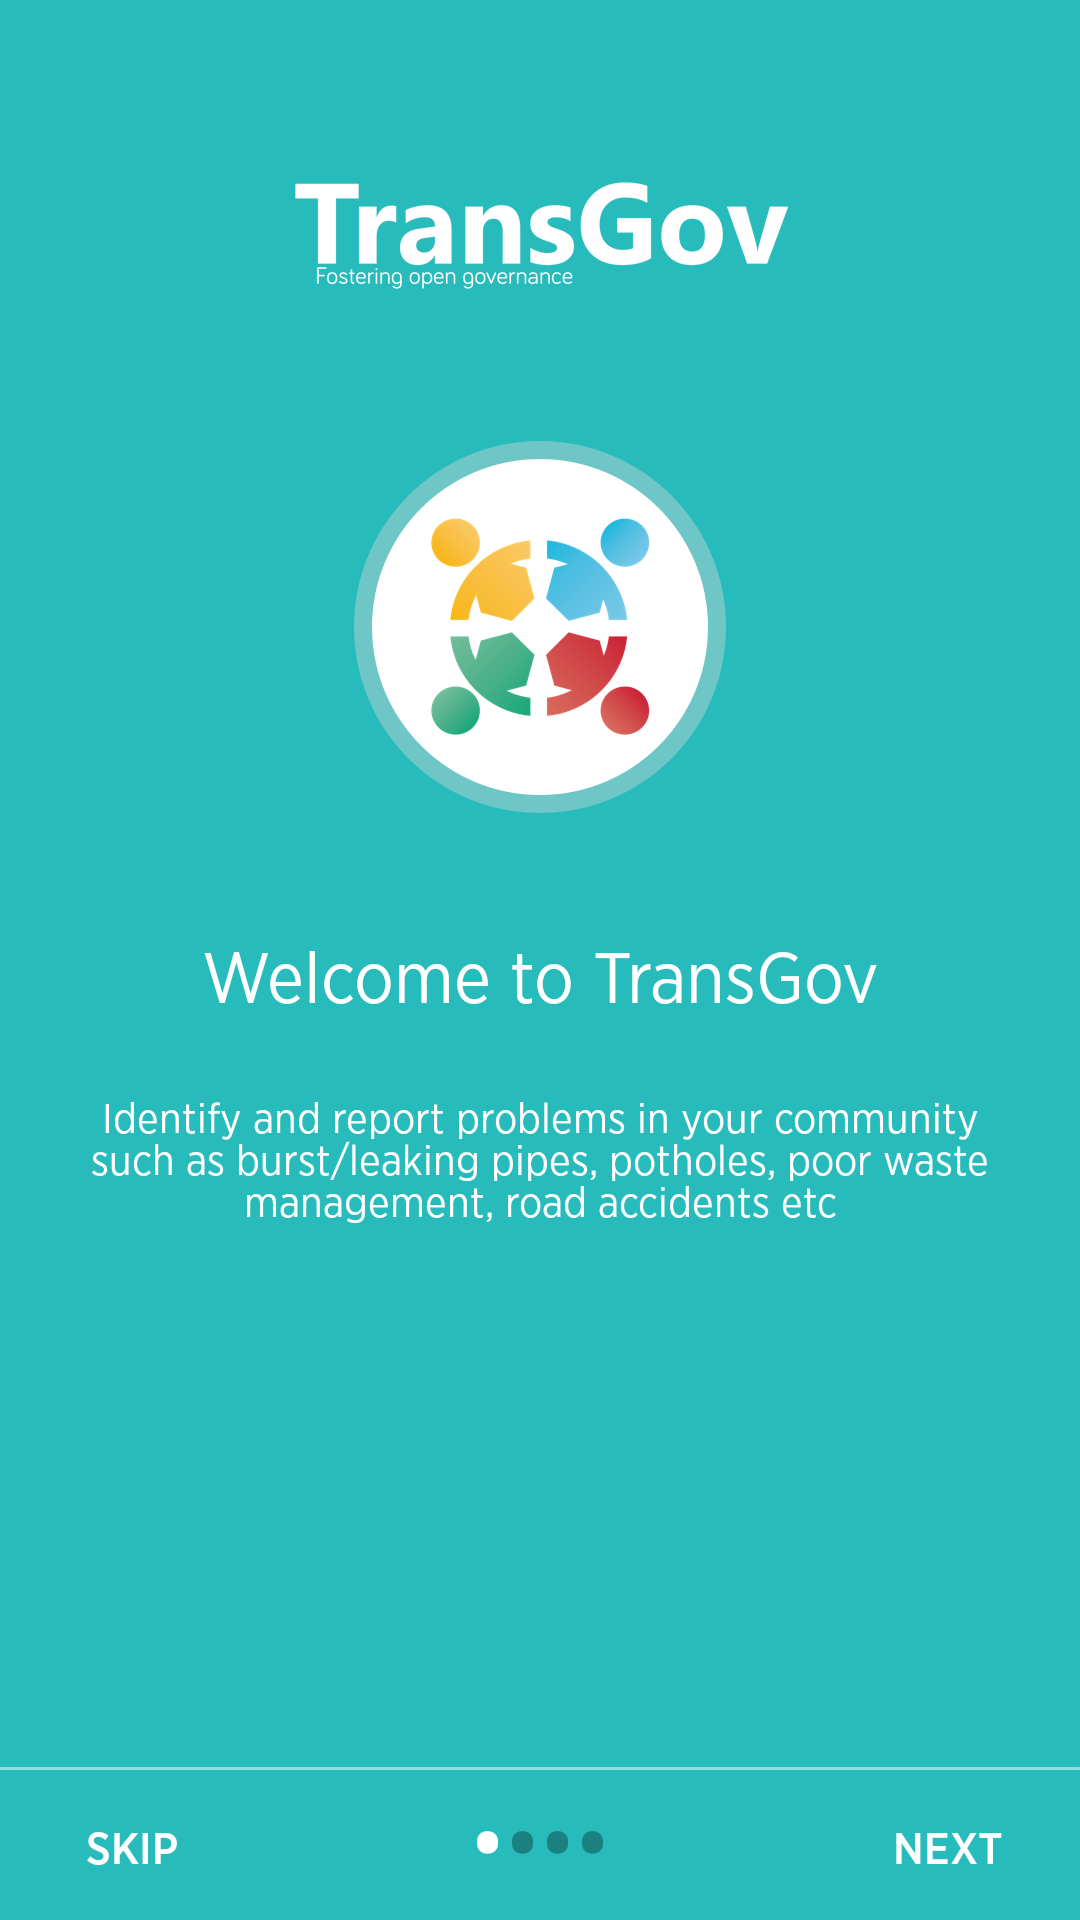 TransGov
Fostering open governance
Welcome to TransGov
Identify and report problems in your community
such as burst/leaking pipes, potholes, poor waste
management, road accidents etc
SKIP
NEXT